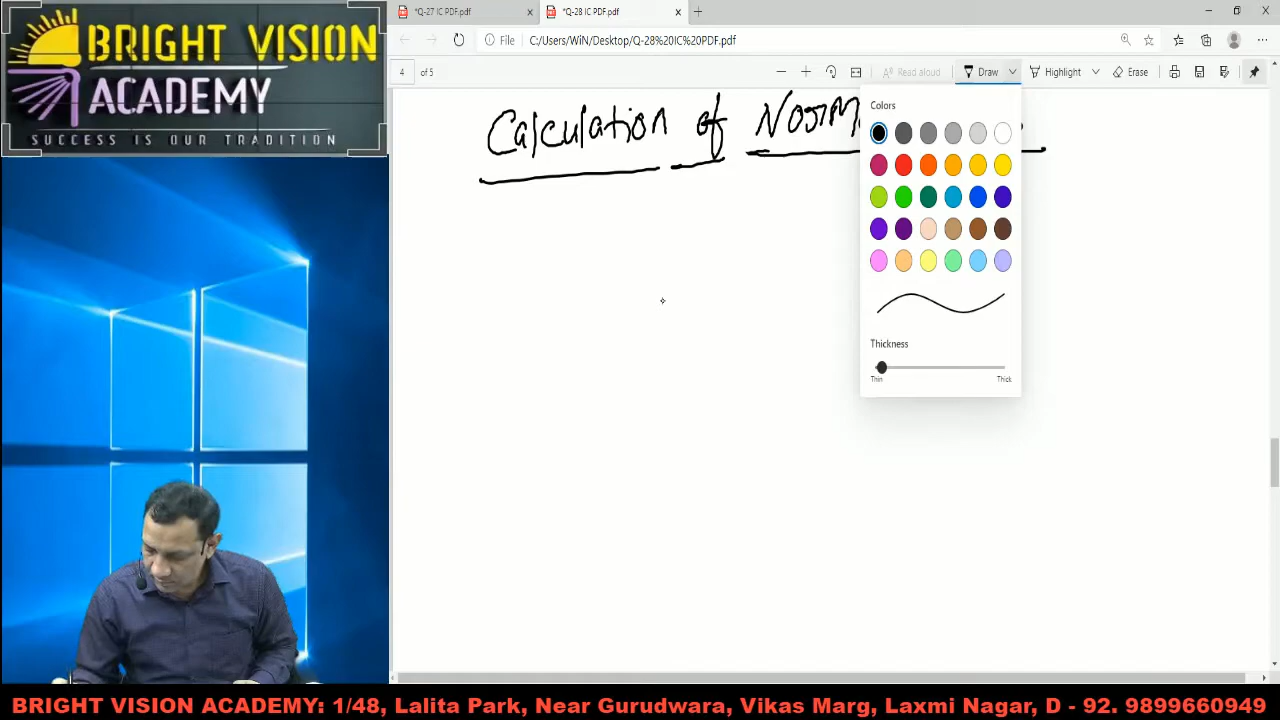 BRIGHT VISION
ACADEMY
SUCCESS IS OUR TRADITION
*Q-27 IC PDF.pdf
*Q-28 IC PDF.pdf
File
C:/Users/WiN/Desktop/Q-28%20IC%20PDF.pdf
4 of 5
Read aloud
Draw
Highlight
Erase
Calculation of
Colors
Thickness
Thin
Thick
BRIGHT VISION ACADEMY: 1/48, Lalita Park, Near Gurudwara, Vikas Marg, Laxmi Nagar, D - 92. 9899660949